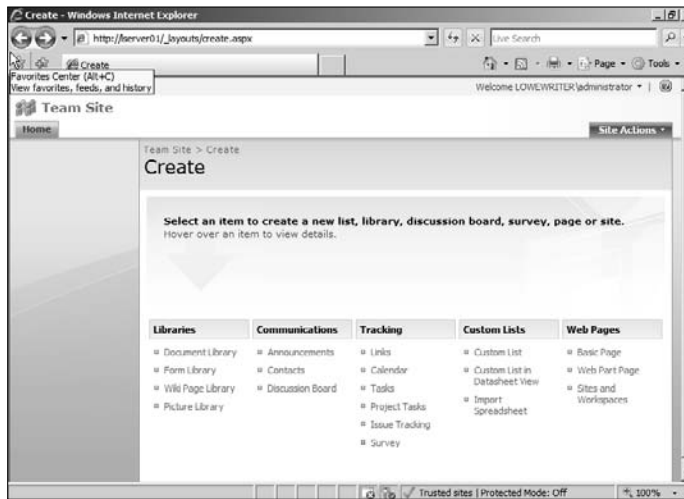 Create - Windows Internet Explorer
http://lserver01/_layouts/create.aspx
Live Search
Create
Page
Tools
Favorites Center (Alt+C)
View favorites, feeds, and history
Welcome LOWEWRITER\administrator
Team Site
Home
Site Actions
Team Site > Create
Create
Select an item to create a new list, library, discussion board, survey, page or site.
Hover over an item to view details.
Libraries
Document Library
Form Library
Wiki Page Library
Picture Library
Communications
Announcements
Contacts
Discussion Board
Tracking
Links
Calendar
Tasks
Project Tasks
Issue Tracking
Survey
Custom Lists
Custom List
Custom List in
Datasheet View
Import
Spreadsheet
Web Pages
Basic Page
Web Part Page
Sites and
Workspaces
Trusted sites | Protected Mode: Off
100%